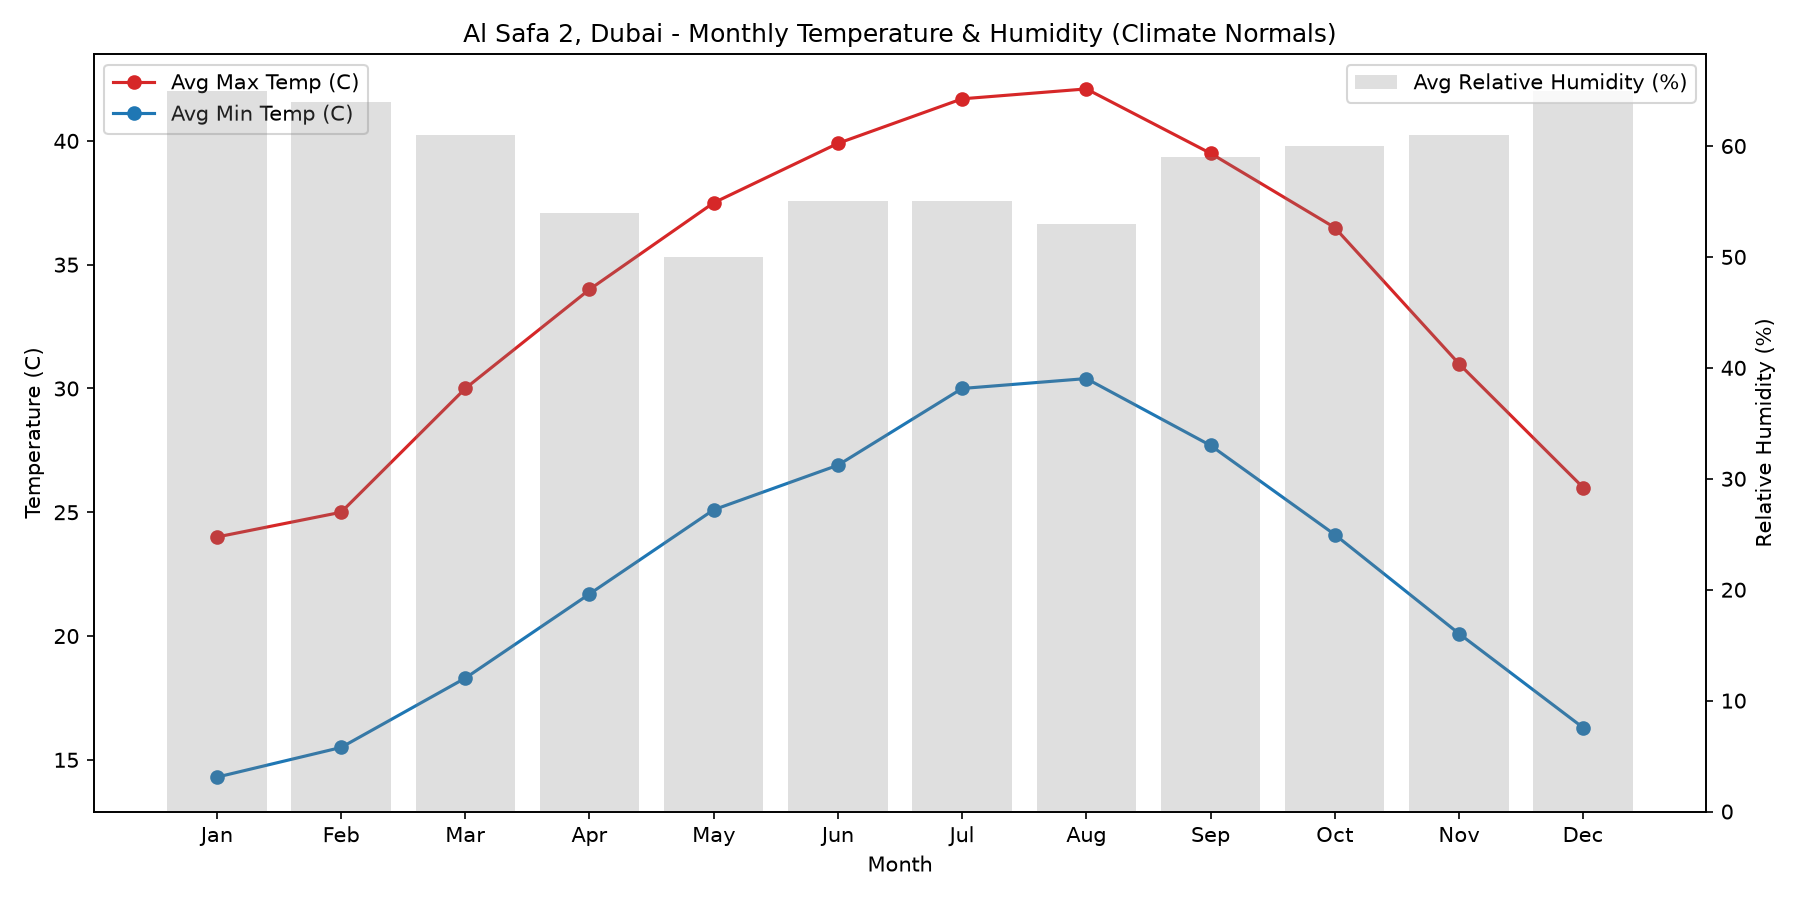 Al Safa 2, Dubai - Monthly Temperature & Humidity (Climate Normals)
Avg Max Temp (C)
Avg Min Temp (C)
Avg Relative Humidity (%)
Temperature (C)
40
35
30
25
20
15
Relative Humidity (%)
60
50
40
30
20
10
0
Jan Feb Mar Apr May Jun Jul Aug Sep Oct Nov Dec
Month